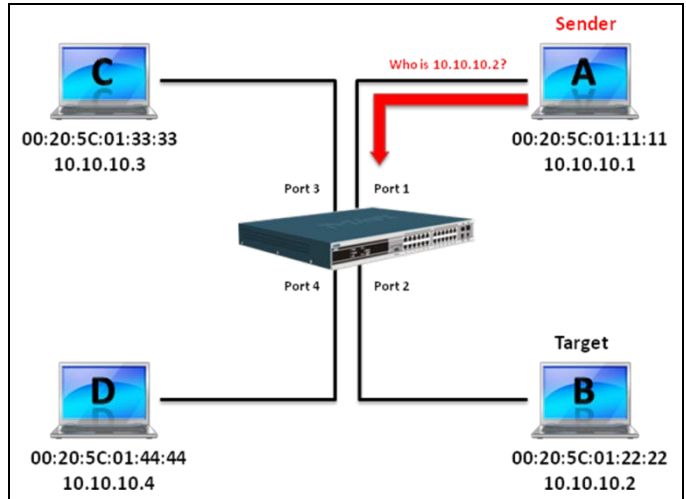 Sender
Who is 10.10.10.2?
C
A
00:20:5C:01:33:33
10.10.10.3
00:20:5C:01:11:11
10.10.10.1
Port 3
Port 1
Port 4
Port 2
Target
D
B
00:20:5C:01:44:44
10.10.10.4
00:20:5C:01:22:22
10.10.10.2